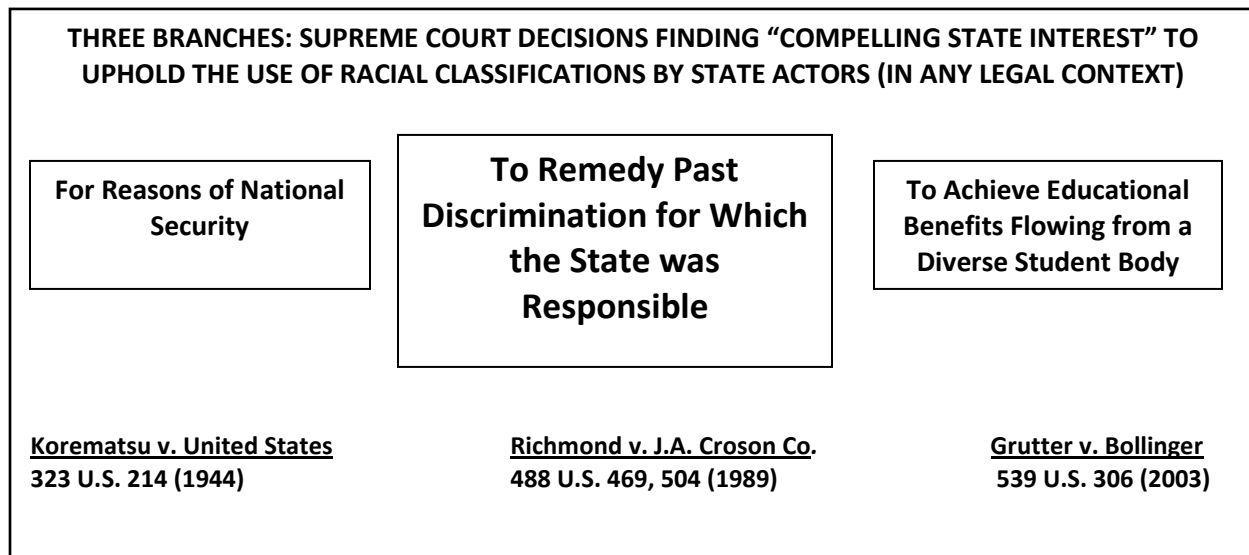 THREE BRANCHES: SUPREME COURT DECISIONS FINDING “COMPELLING STATE INTEREST” TO
UPHOLD THE USE OF RACIAL CLASSIFICATIONS BY STATE ACTORS (IN ANY LEGAL CONTEXT)
For Reasons of National
Security
To Remedy Past
Discrimination for Which
the State was
Responsible
To Achieve Educational
Benefits Flowing from a
Diverse Student Body
Korematsu v. United States
323 U.S. 214 (1944)
Richmond v. J.A. Croson Co.
488 U.S. 469, 504 (1989)
Grutter v. Bollinger
539 U.S. 306 (2003)